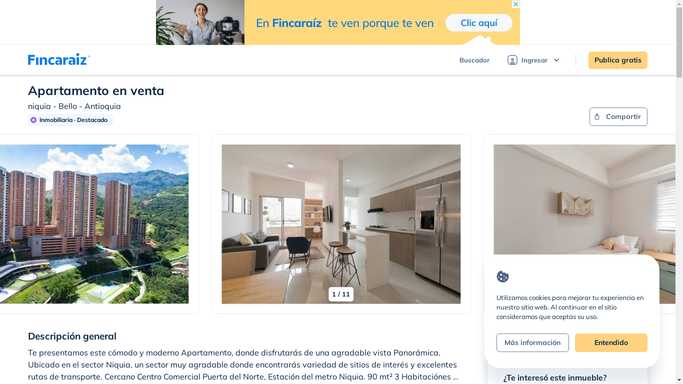 En Fincaraíz te ven porque te ven
Clic aquí
Fincaraíz
Buscador
Ingresar
Publica gratis
Apartamento en venta
niquia - Bello - Antioquia
Inmobiliaria · Destacado
Compartir
1 / 11
Utilizamos cookies para mejorar tu experiencia en
nuestro sitio web. Al continuar en el sitio
consideramos que aceptas su uso.
Más información
Entendido
Descripción general
Te presentamos este cómodo y moderno Apartamento, donde disfrutarás de una agradable vista Panorámica.
Ubicado en el sector Niquia, un sector muy agradable donde encontrarás variedad de sitios de interés y excelentes
rutas de transporte. Cercano Centro Comercial Puerta del Norte, Estación del metro Niquia. 90 mt² 3 Habitaciónes ...
¿Te interesó este inmueble?